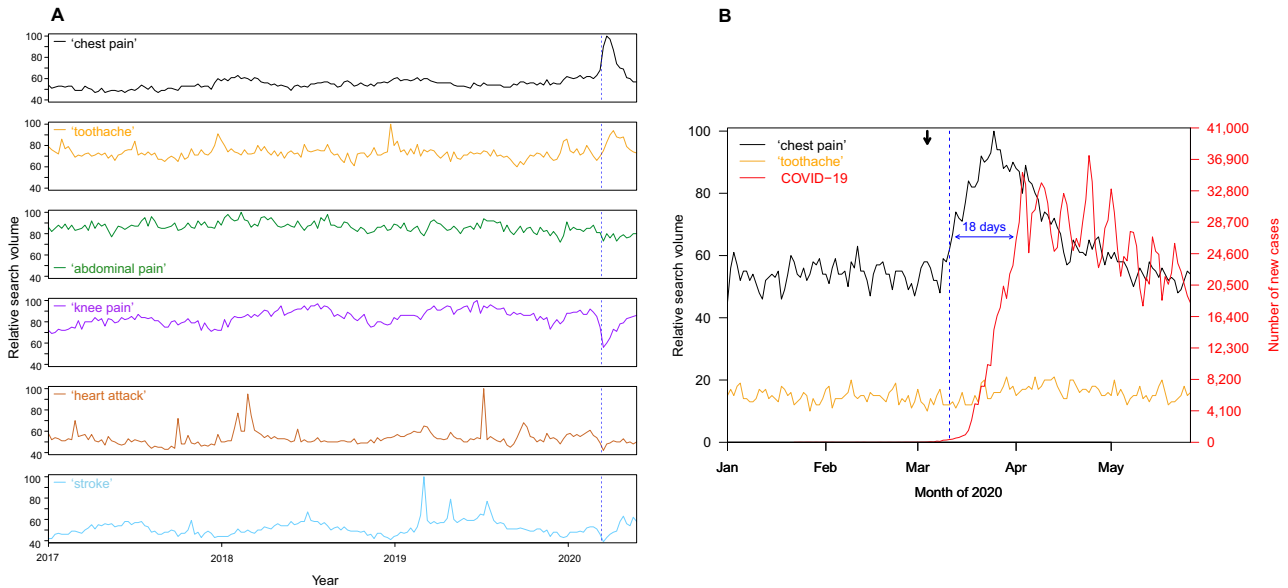 A
'chest pain'
100
80
60
40
'toothache'
100
80
60
40
'abdominal pain'
100
80
60
40
'knee pain'
100
80
60
40
'heart attack'
100
80
60
40
'stroke'
100
80
60
40
Relative search volume
2017
2018
2019
2020
Year
B
'chest pain'
'toothache'
COVID−19
18 days
100
80
60
40
20
0
Relative search volume
41,000
36,900
32,800
28,700
24,600
20,500
16,400
12,300
8,200
4,100
0
Number of new cases
Jan
Feb
Mar
Apr
May
Month of 2020